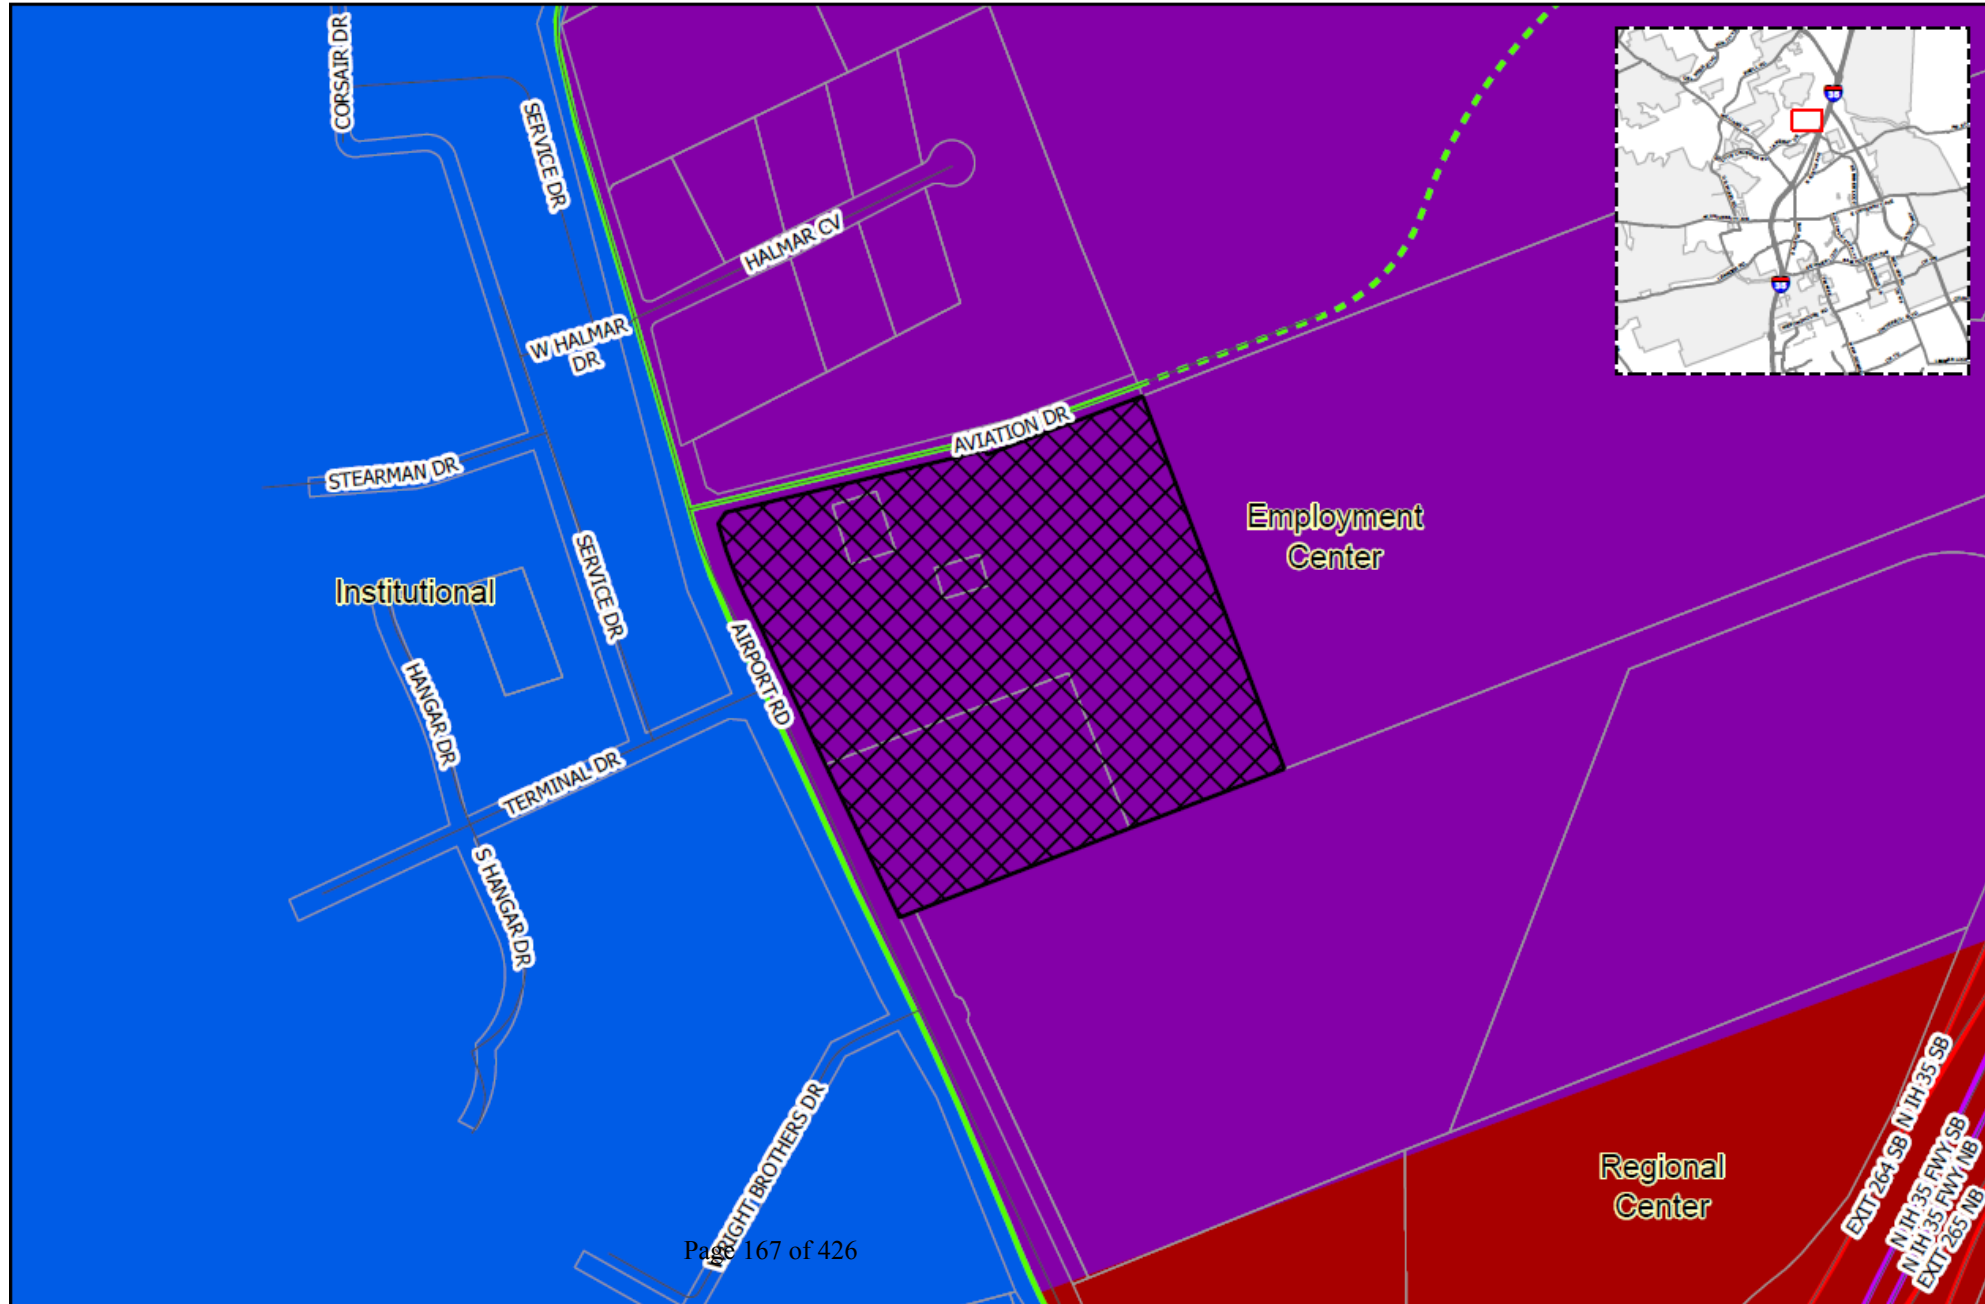 CORSAIR DR
SERVICE DR
HALMAR CV
W HALMAR
DR
AVIATION DR
STEARMAN DR
Employment
Center
SERVICE DR
Institutional
AIRPORT RD
HANGAR DR
TERMINAL DR
S HANGAR DR
WRIGHT BROTHERS DR
Regional
Center
N IH 35 SB
EXIT 264 SB
N IH 35 FWY SB
N IH 35 FWY NB
EXIT 265 NB
Page 167 of 426
35
35